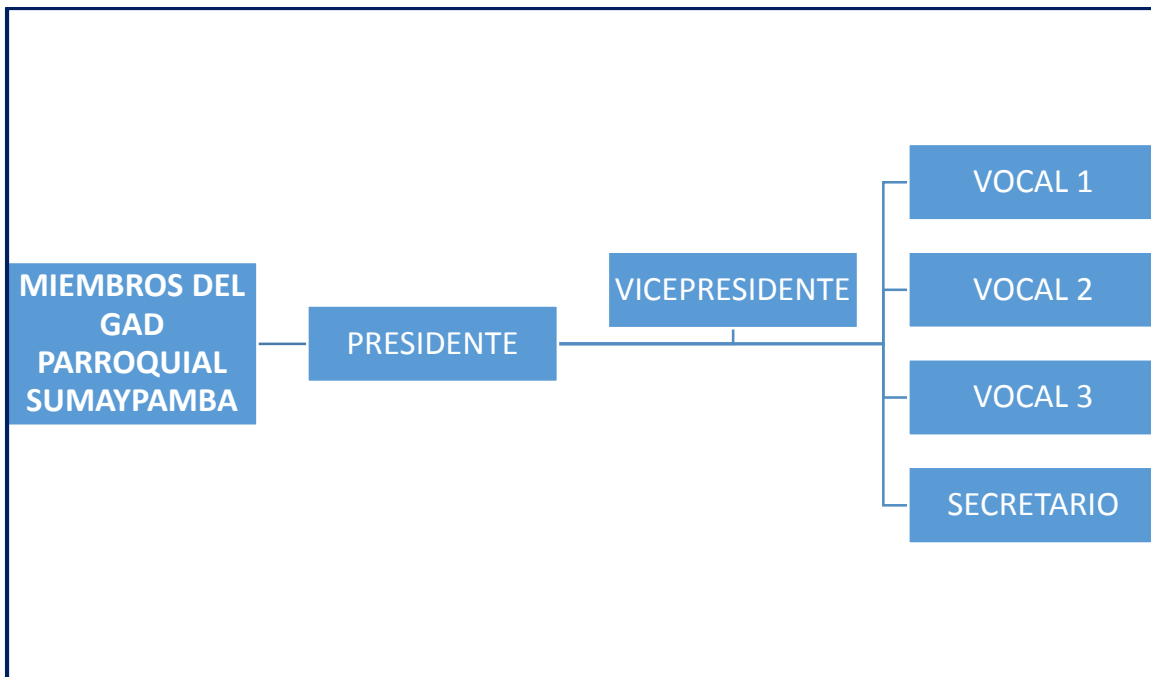 MIEMBROS DEL
GAD
PARROQUIAL
SUMAYPAMBA
PRESIDENTE
VICEPRESIDENTE
VOCAL 1
VOCAL 2
VOCAL 3
SECRETARIO